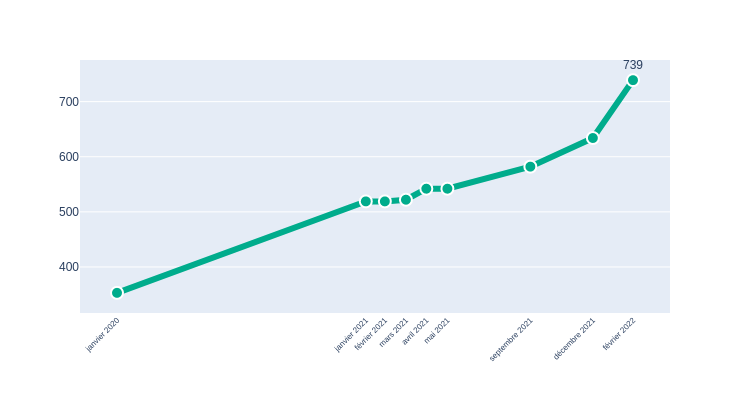 739
700
600
500
400
janvier 2020
janvier 2021
février 2021
mars 2021
avril 2021
mai 2021
septembre 2021
décembre 2021
février 2022